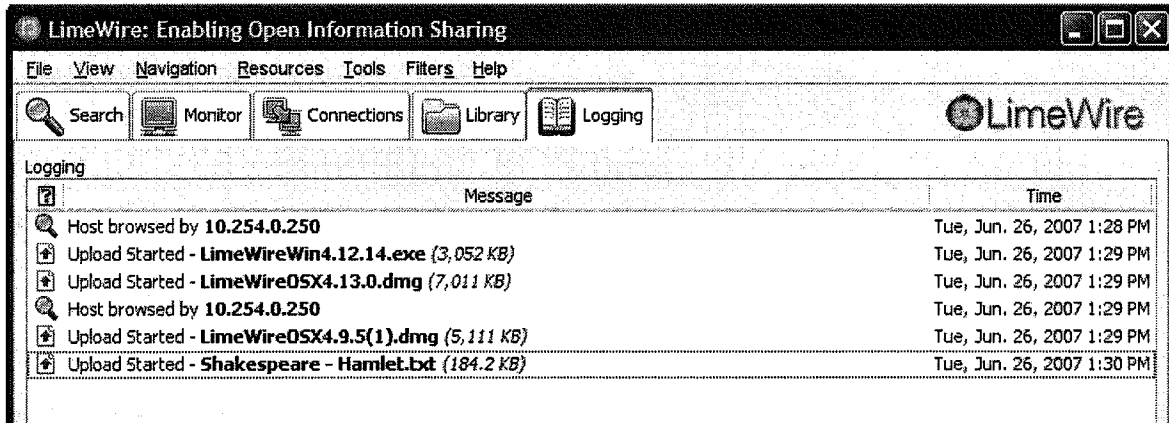 LimeWire: Enabling Open Information Sharing
File View Navigation Resources Tools Filters Help
Search Monitor Connections Library Logging LimeWire
Logging
? Message Time
Host browsed by 10.254.0.250 Tue, Jun. 26, 2007 1:28 PM
Upload Started - LimeWireWin4.12.14.exe (3,052 KB) Tue, Jun. 26, 2007 1:29 PM
Upload Started - LimeWireOSX4.13.0.dmg (7,011 KB) Tue, Jun. 26, 2007 1:29 PM
Host browsed by 10.254.0.250 Tue, Jun. 26, 2007 1:29 PM
Upload Started - LimeWireOSX4.9.5(1).dmg (5,111 KB) Tue, Jun. 26, 2007 1:29 PM
Upload Started - Shakespeare - Hamlet.txt (184.2 KB) Tue, Jun. 26, 2007 1:30 PM